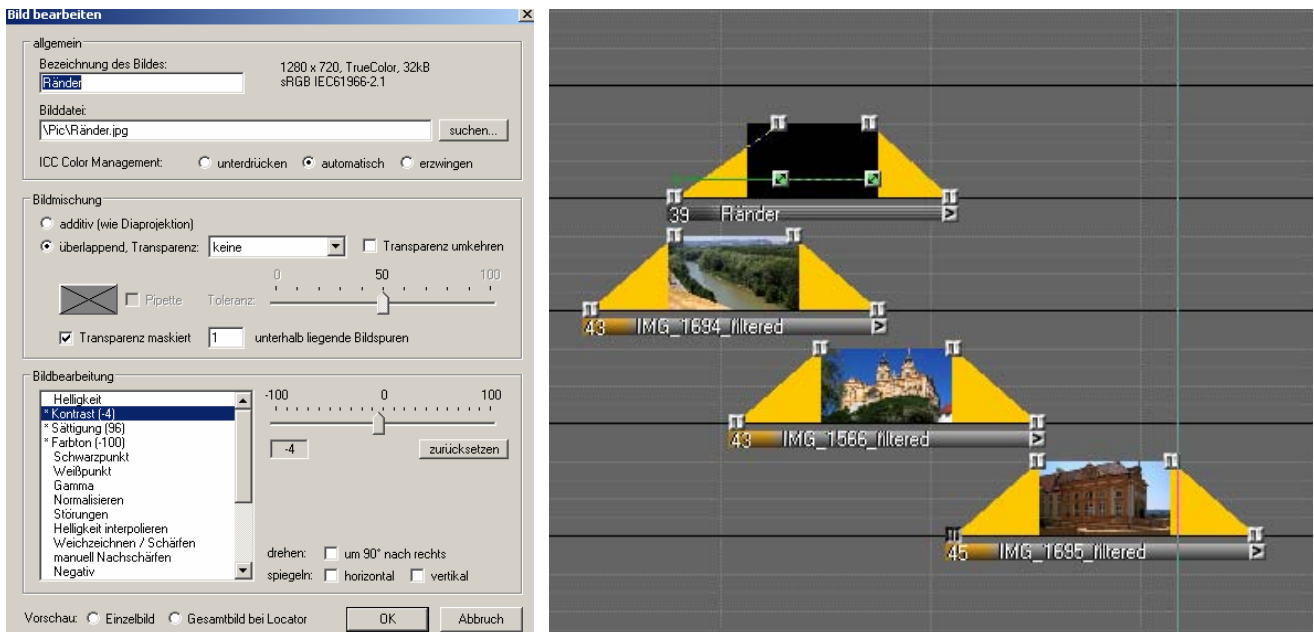 Bild bearbeiten
allgemein
Bezeichnung des Bildes:
Ränder
1280 x 720, TrueColor, 32kB
sRGB IEC61966-2.1
Bilddatei:
\Pic\Ränder.jpg
suchen...
ICC Color Management:
unterdrücken
automatisch
erzwingen
Bildmischung
additiv (wie Diaprojektion)
überlappend, Transparenz:
keine
Transparenz umkehren
0
50
100
Pipette
Toleranz:
Transparenz maskiert
1
unterhalb liegende Bildspuren
Bildbearbeitung
Helligkeit
* Kontrast (-4)
* Sättigung (96)
* Farbton (-100)
Schwarzpunkt
Weißpunkt
Gamma
Normalisieren
Störungen
Helligkeit interpolieren
Weichzeichnen / Schärfen
manuell Nachschärfen
Negativ
-100
0
100
-4
zurücksetzen
drehen:
um 90° nach rechts
spiegeln:
horizontal
vertikal
Vorschau:
Einzelbild
Gesamtbild bei Locator
OK
Abbruch
39 Ränder
43 IMG_1694_filtered
43 IMG_1566_filtered
45 IMG_1695_filtered